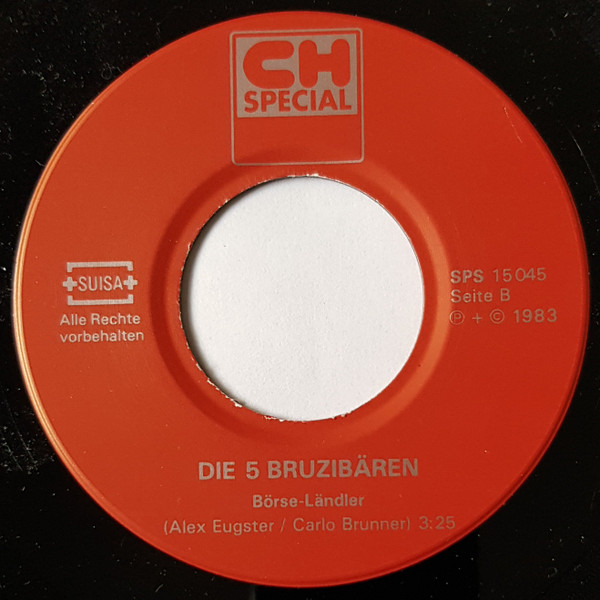 CH
SPECIAL
SUISA
Alle Rechte
vorbehalten
SPS 15 045
Seite B
Ⓟ + © 1983
DIE 5 BRUZIBÄREN
Börse-Ländler
(Alex Eugster / Carlo Brunner) 3:25